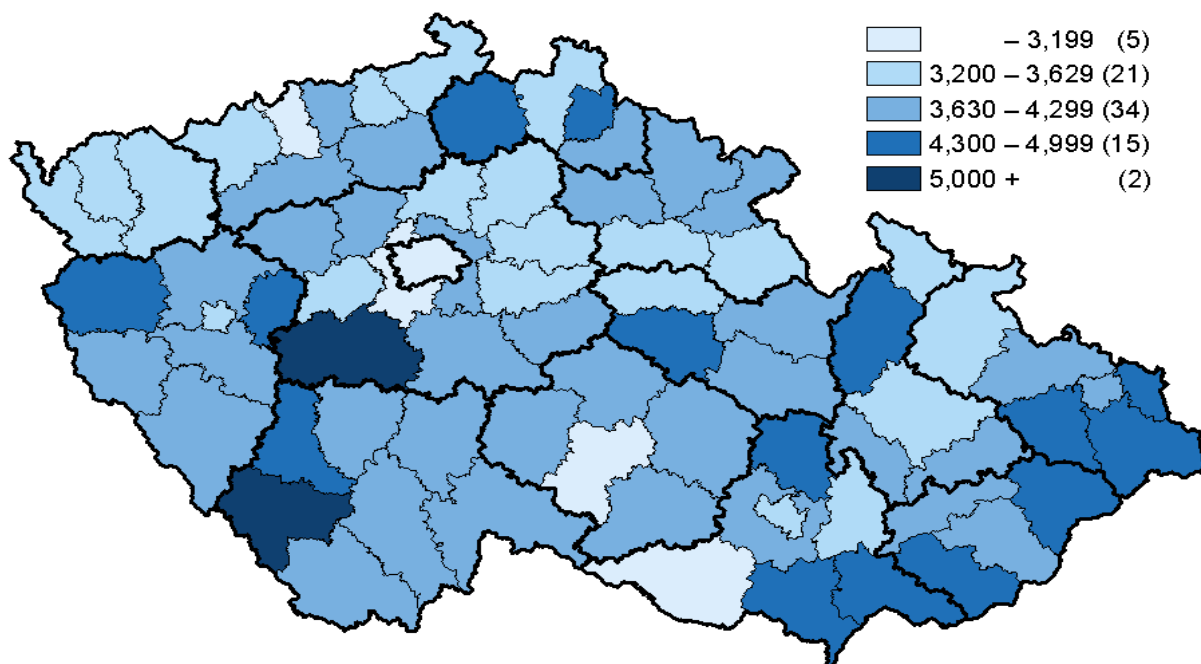 – 3,199 (5)
3,200 – 3,629 (21)
3,630 – 4,299 (34)
4,300 – 4,999 (15)
5,000 + (2)